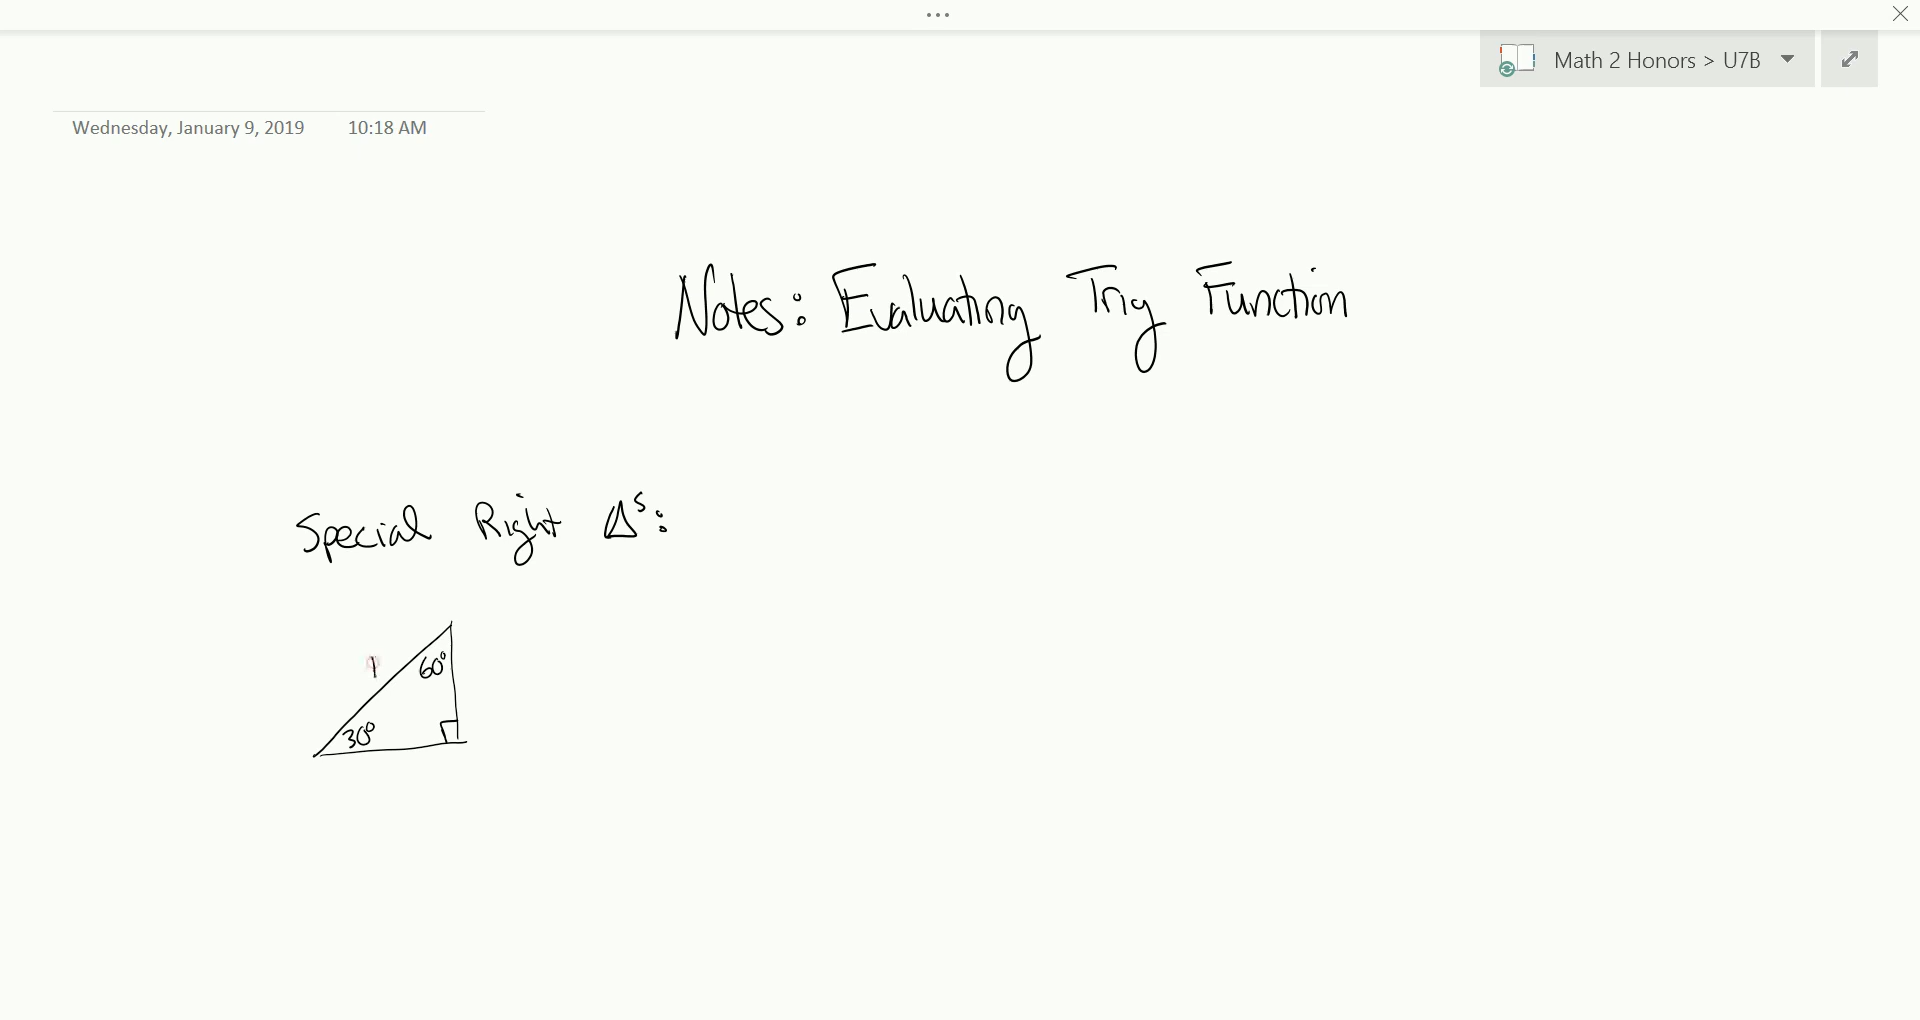 Math 2 Honors > U7B
Wednesday, January 9, 2019 10:18 AM
Notes: Evaluating Trig Function
Special Right Δs:
1
60°
30°